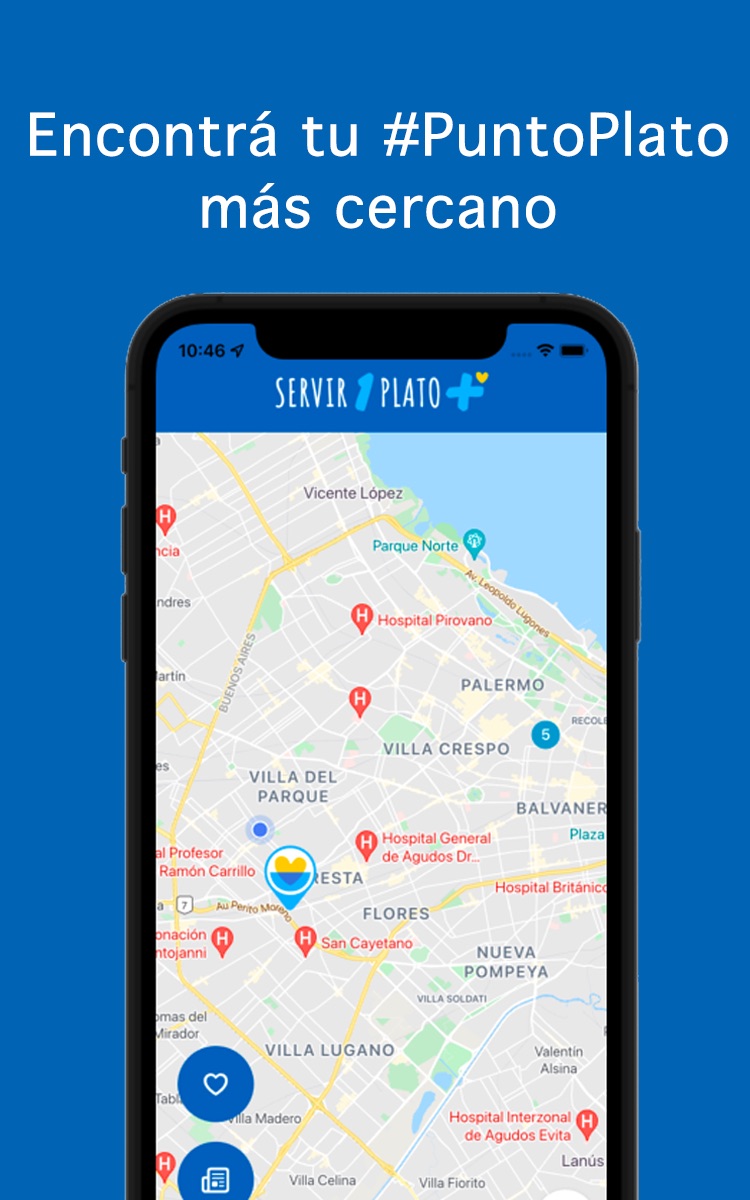 Encontrá tu #PuntoPlato
más cercano
10:46
SERVIR 1 PLATO +
Vicente López
Parque Norte
Av. Leopoldo Lugones
ncia
ndres
Hospital Pirovano
BUENOS AIRES
artín
PALERMO
RECOLE
5
VILLA CRESPO
es
VILLA DEL
PARQUE
BALVANER
Plaza
Hospital General
de Agudos Dr...
al Profesor
Ramón Carrillo
RESTA
Hospital Británico
a
7
Au Perito Moreno
FLORES
onación
ntojanni
San Cayetano
NUEVA
POMPEYA
VILLA SOLDATI
omas del
Mirador
VILLA LUGANO
Valentín
Alsina
Tabl
Villa Madero
Hospital Interzonal
de Agudos Evita
Lanús
Villa Celina
Villa Fiorito